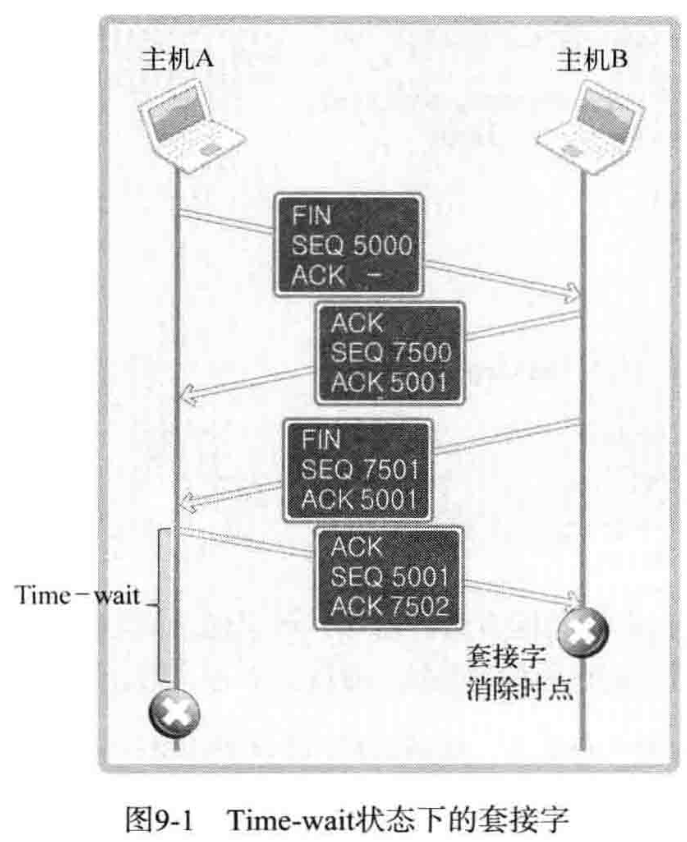 主机A
主机B
FIN
SEQ 5000
ACK -
ACK
SEQ 7500
ACK 5001
FIN
SEQ 7501
ACK 5001
ACK
SEQ 5001
ACK 7502
Time-wait
套接字
消除时点
图9-1 Time-wait状态下的套接字